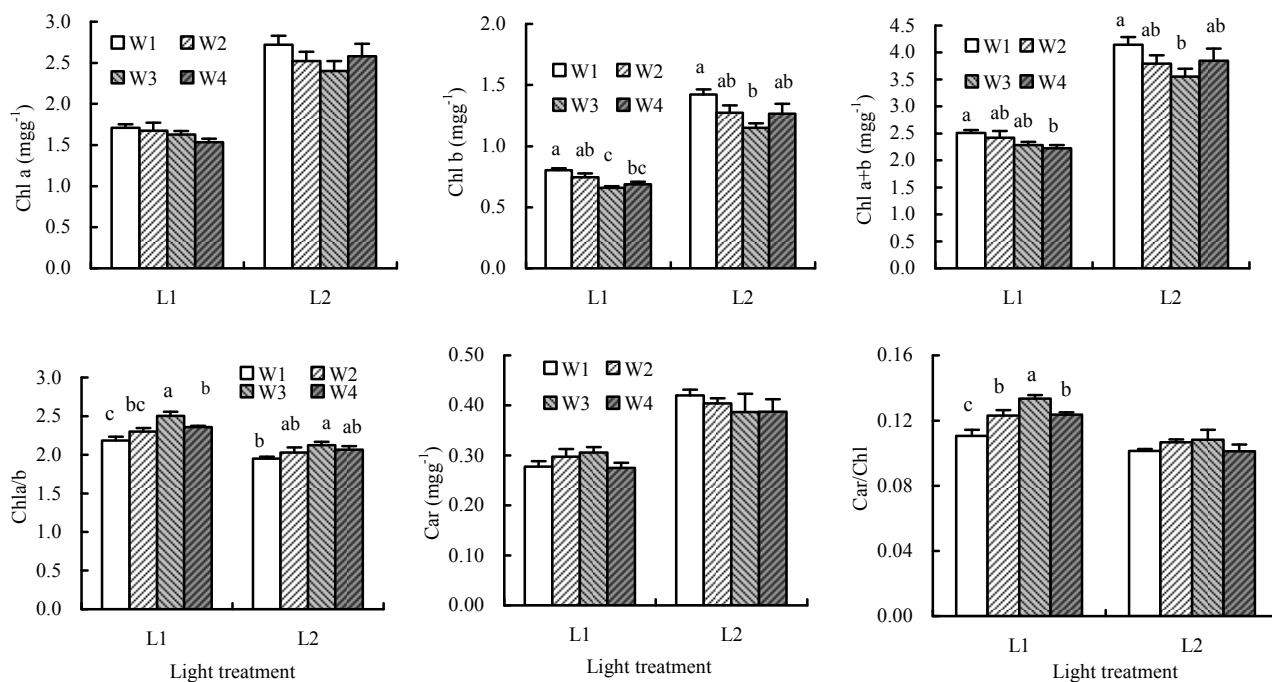 3.0
2.5
2.0
1.5
1.0
0.5
0.0
Chl a (mgg-1)
W1 W2
W3 W4
L1 L2
2.0
1.5
1.0
0.5
0.0
Chl b (mgg-1)
W1 W2
W3 W4
a ab c bc
a ab b ab
L1 L2
4.5
4.0
3.5
3.0
2.5
2.0
1.5
1.0
0.5
0.0
Chl a+b (mgg-1)
W1 W2
W3 W4
a ab ab b
a ab b ab
L1 L2
3.0
2.5
2.0
2.5
1.0
0.5
0.0
Chla/b
W1 W2
W3 W4
c bc a b
b ab a ab
L1 L2
Light treatment
0.50
0.40
0.30
0.20
0.10
0.00
Car (mgg-1)
W1 W2
W3 W4
L1 L2
Light treatment
0.16
0.12
0.08
0.04
0.00
Car/Chl
c b a b
L1 L2
Light treatment